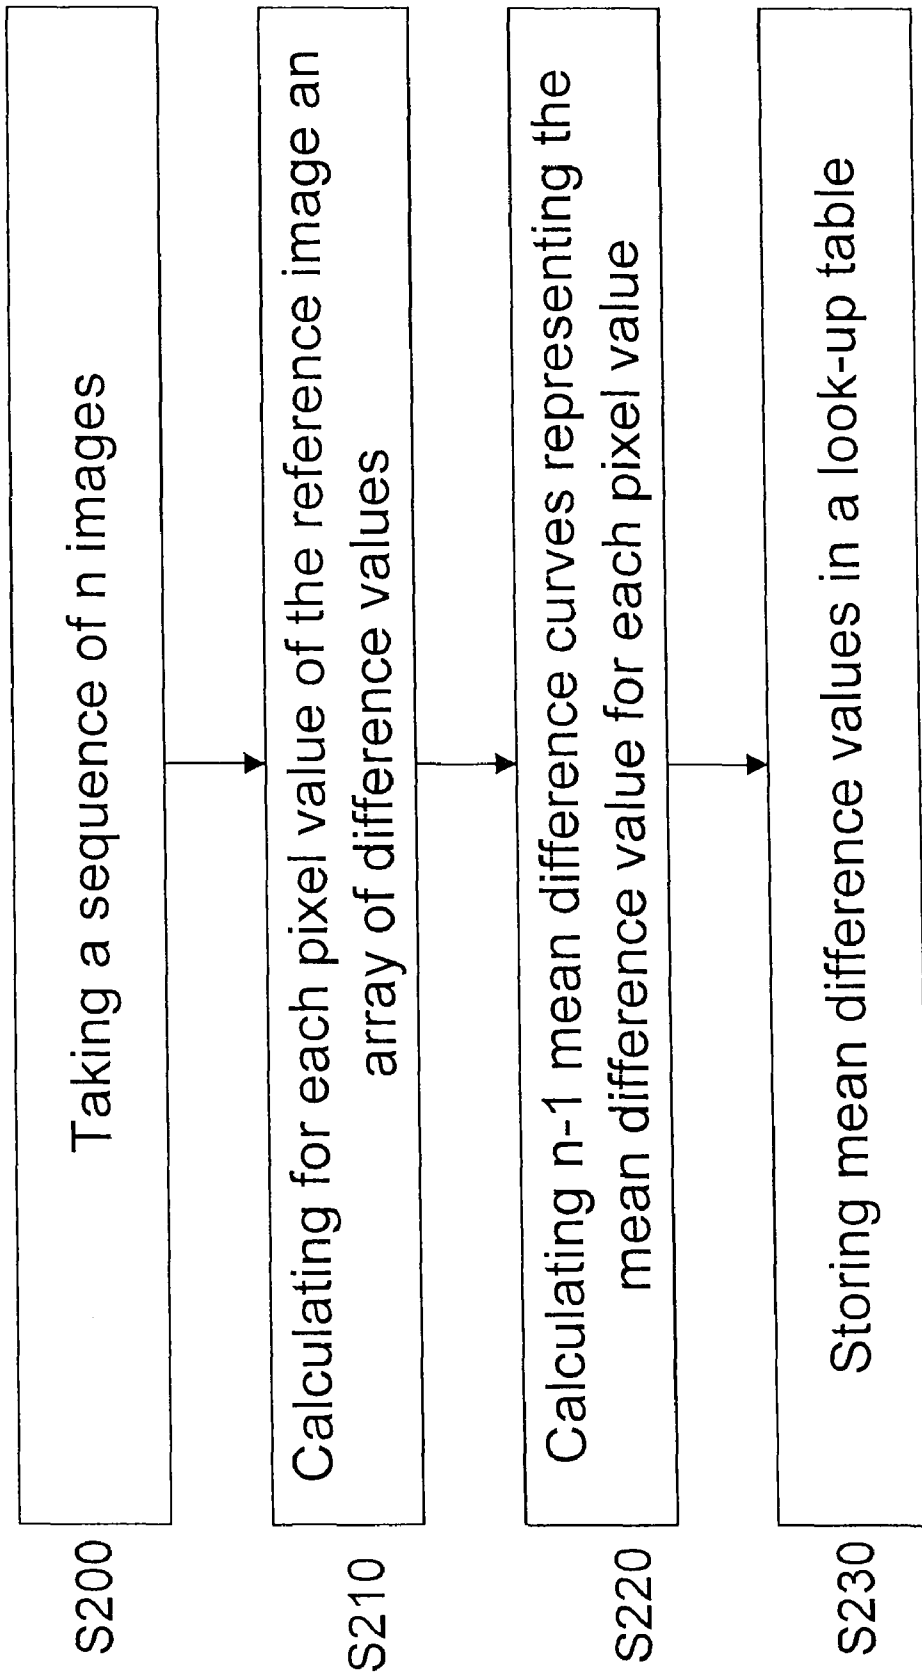 S200
Taking a sequence of n images
S210
Calculating for each pixel value of the reference image an
array of difference values
S220
Calculating n-1 mean difference curves representing the
mean difference value for each pixel value
S230
Storing mean difference values in a look-up table